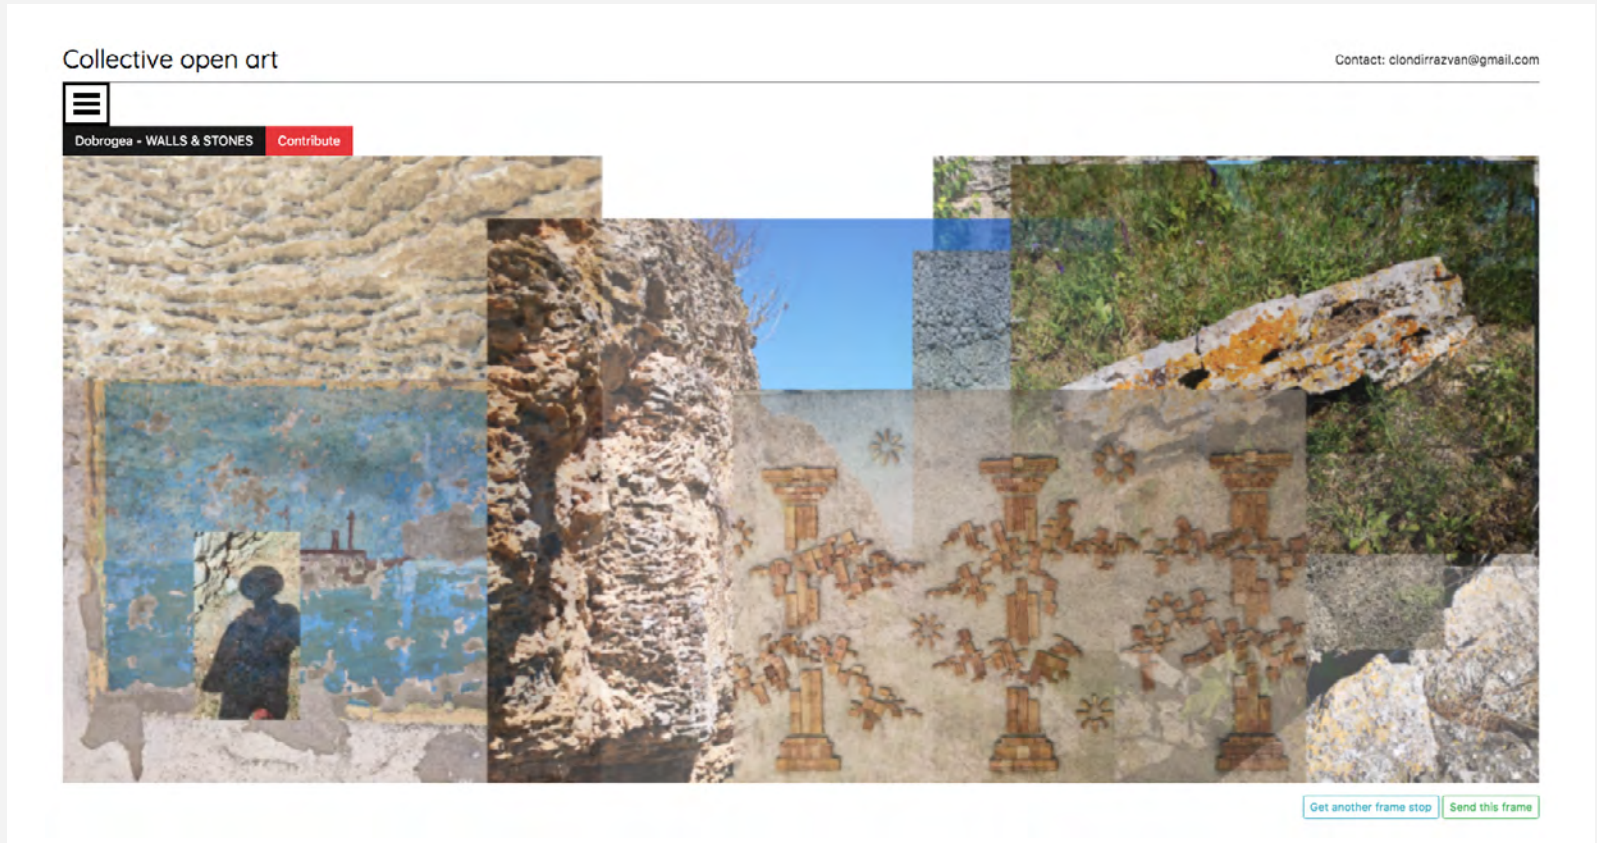 Collective open art
Contact: clondirrazvan@gmail.com
Dobrogea - WALLS & STONES
Contribute
Get another frame stop
Send this frame